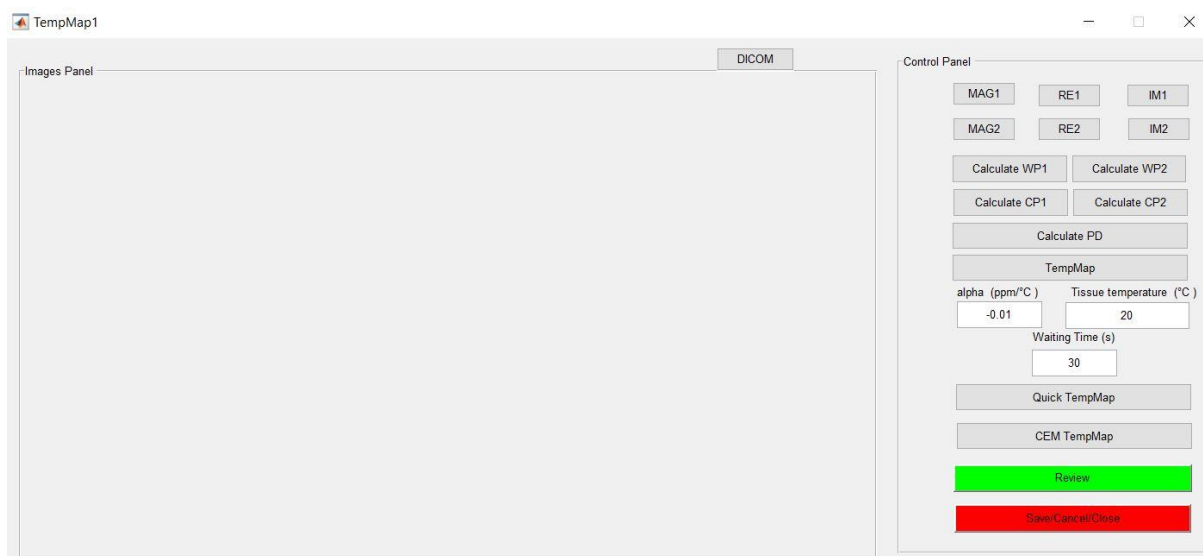 TempMap1
DICOM
Images Panel
Control Panel
MAG1 RE1 IM1
MAG2 RE2 IM2
Calculate WP1 Calculate WP2
Calculate CP1 Calculate CP2
Calculate PD
TempMap
alpha (ppm/°C ) Tissue temperature (°C )
-0.01 20
Waiting Time (s)
30
Quick TempMap
CEM TempMap
Review
Save/Cancel/Close